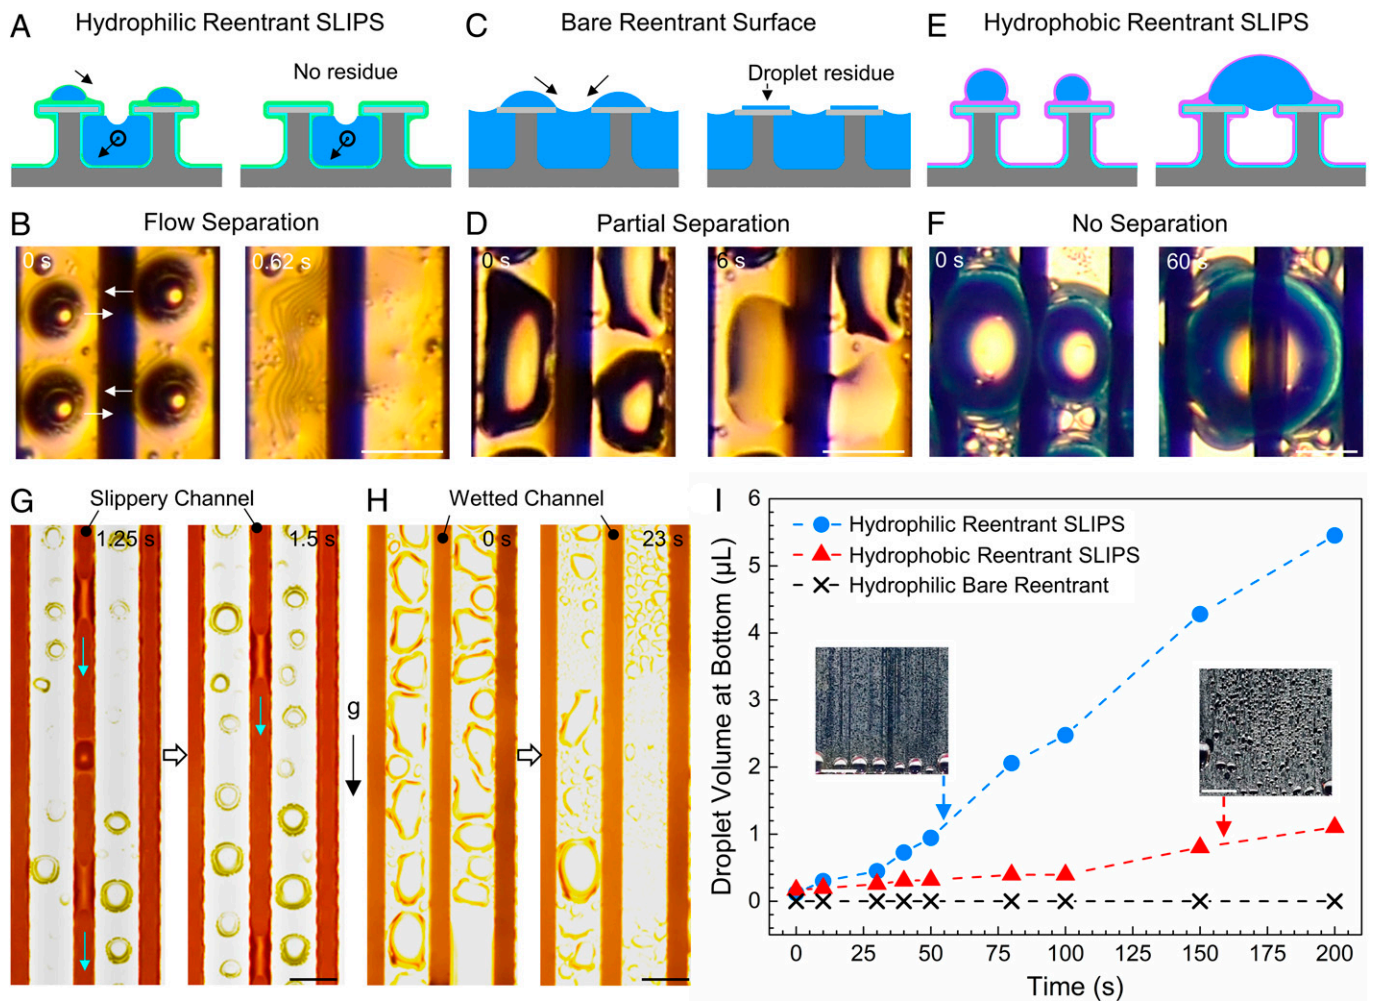 A Hydrophilic Reentrant SLIPS
No residue
C Bare Reentrant Surface
Droplet residue
E Hydrophobic Reentrant SLIPS
B Flow Separation
0 s
0.62 s
D Partial Separation
0 s
6 s
F No Separation
0 s
60 s
G Slippery Channel
1.25 s
1.5 s
g
H Wetted Channel
0 s
23 s
I
Hydrophilic Reentrant SLIPS
Hydrophobic Reentrant SLIPS
Hydrophilic Bare Reentrant
Droplet Volume at Bottom (μL)
6
5
4
3
2
1
0
0 25 50 75 100 125 150 175 200
Time (s)